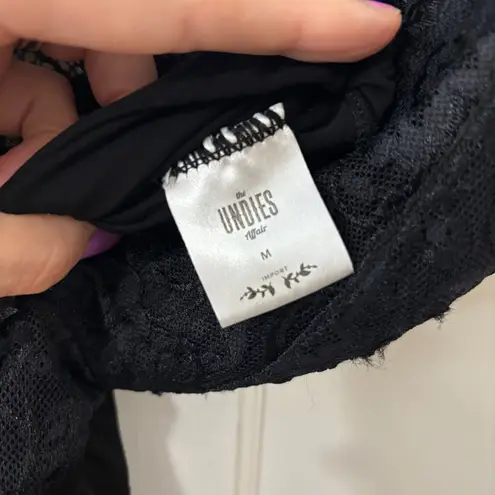 the
UNDIES
Affair
M
IMPORT